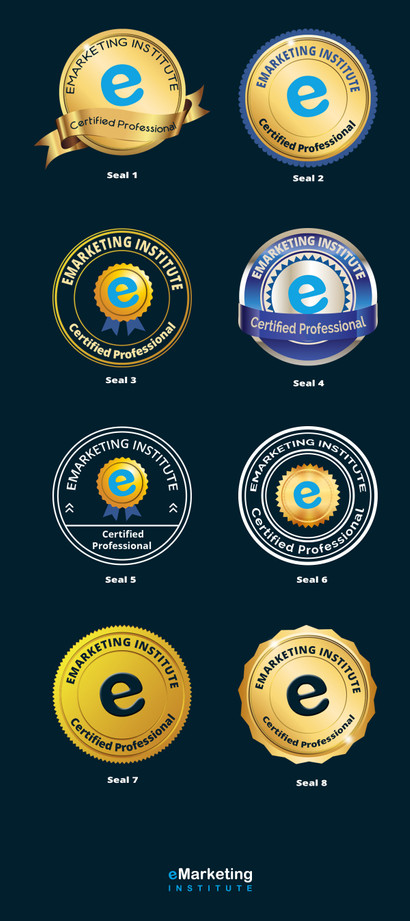 EMARKETING INSTITUTE
e
Certified Professional
Seal 1
EMARKETING INSTITUTE
e
Certified Professional
Seal 2
EMARKETING INSTITUTE
e
Certified Professional
Seal 3
EMARKETING INSTITUTE
e
Certified Professional
Seal 4
EMARKETING INSTITUTE
e
Certified
Professional
Seal 5
EMARKETING INSTITUTE
e
Certified Professional
Seal 6
EMARKETING INSTITUTE
e
Certified Professional
Seal 7
EMARKETING INSTITUTE
e
Certified Professional
Seal 8
eMarketing
INSTITUTE